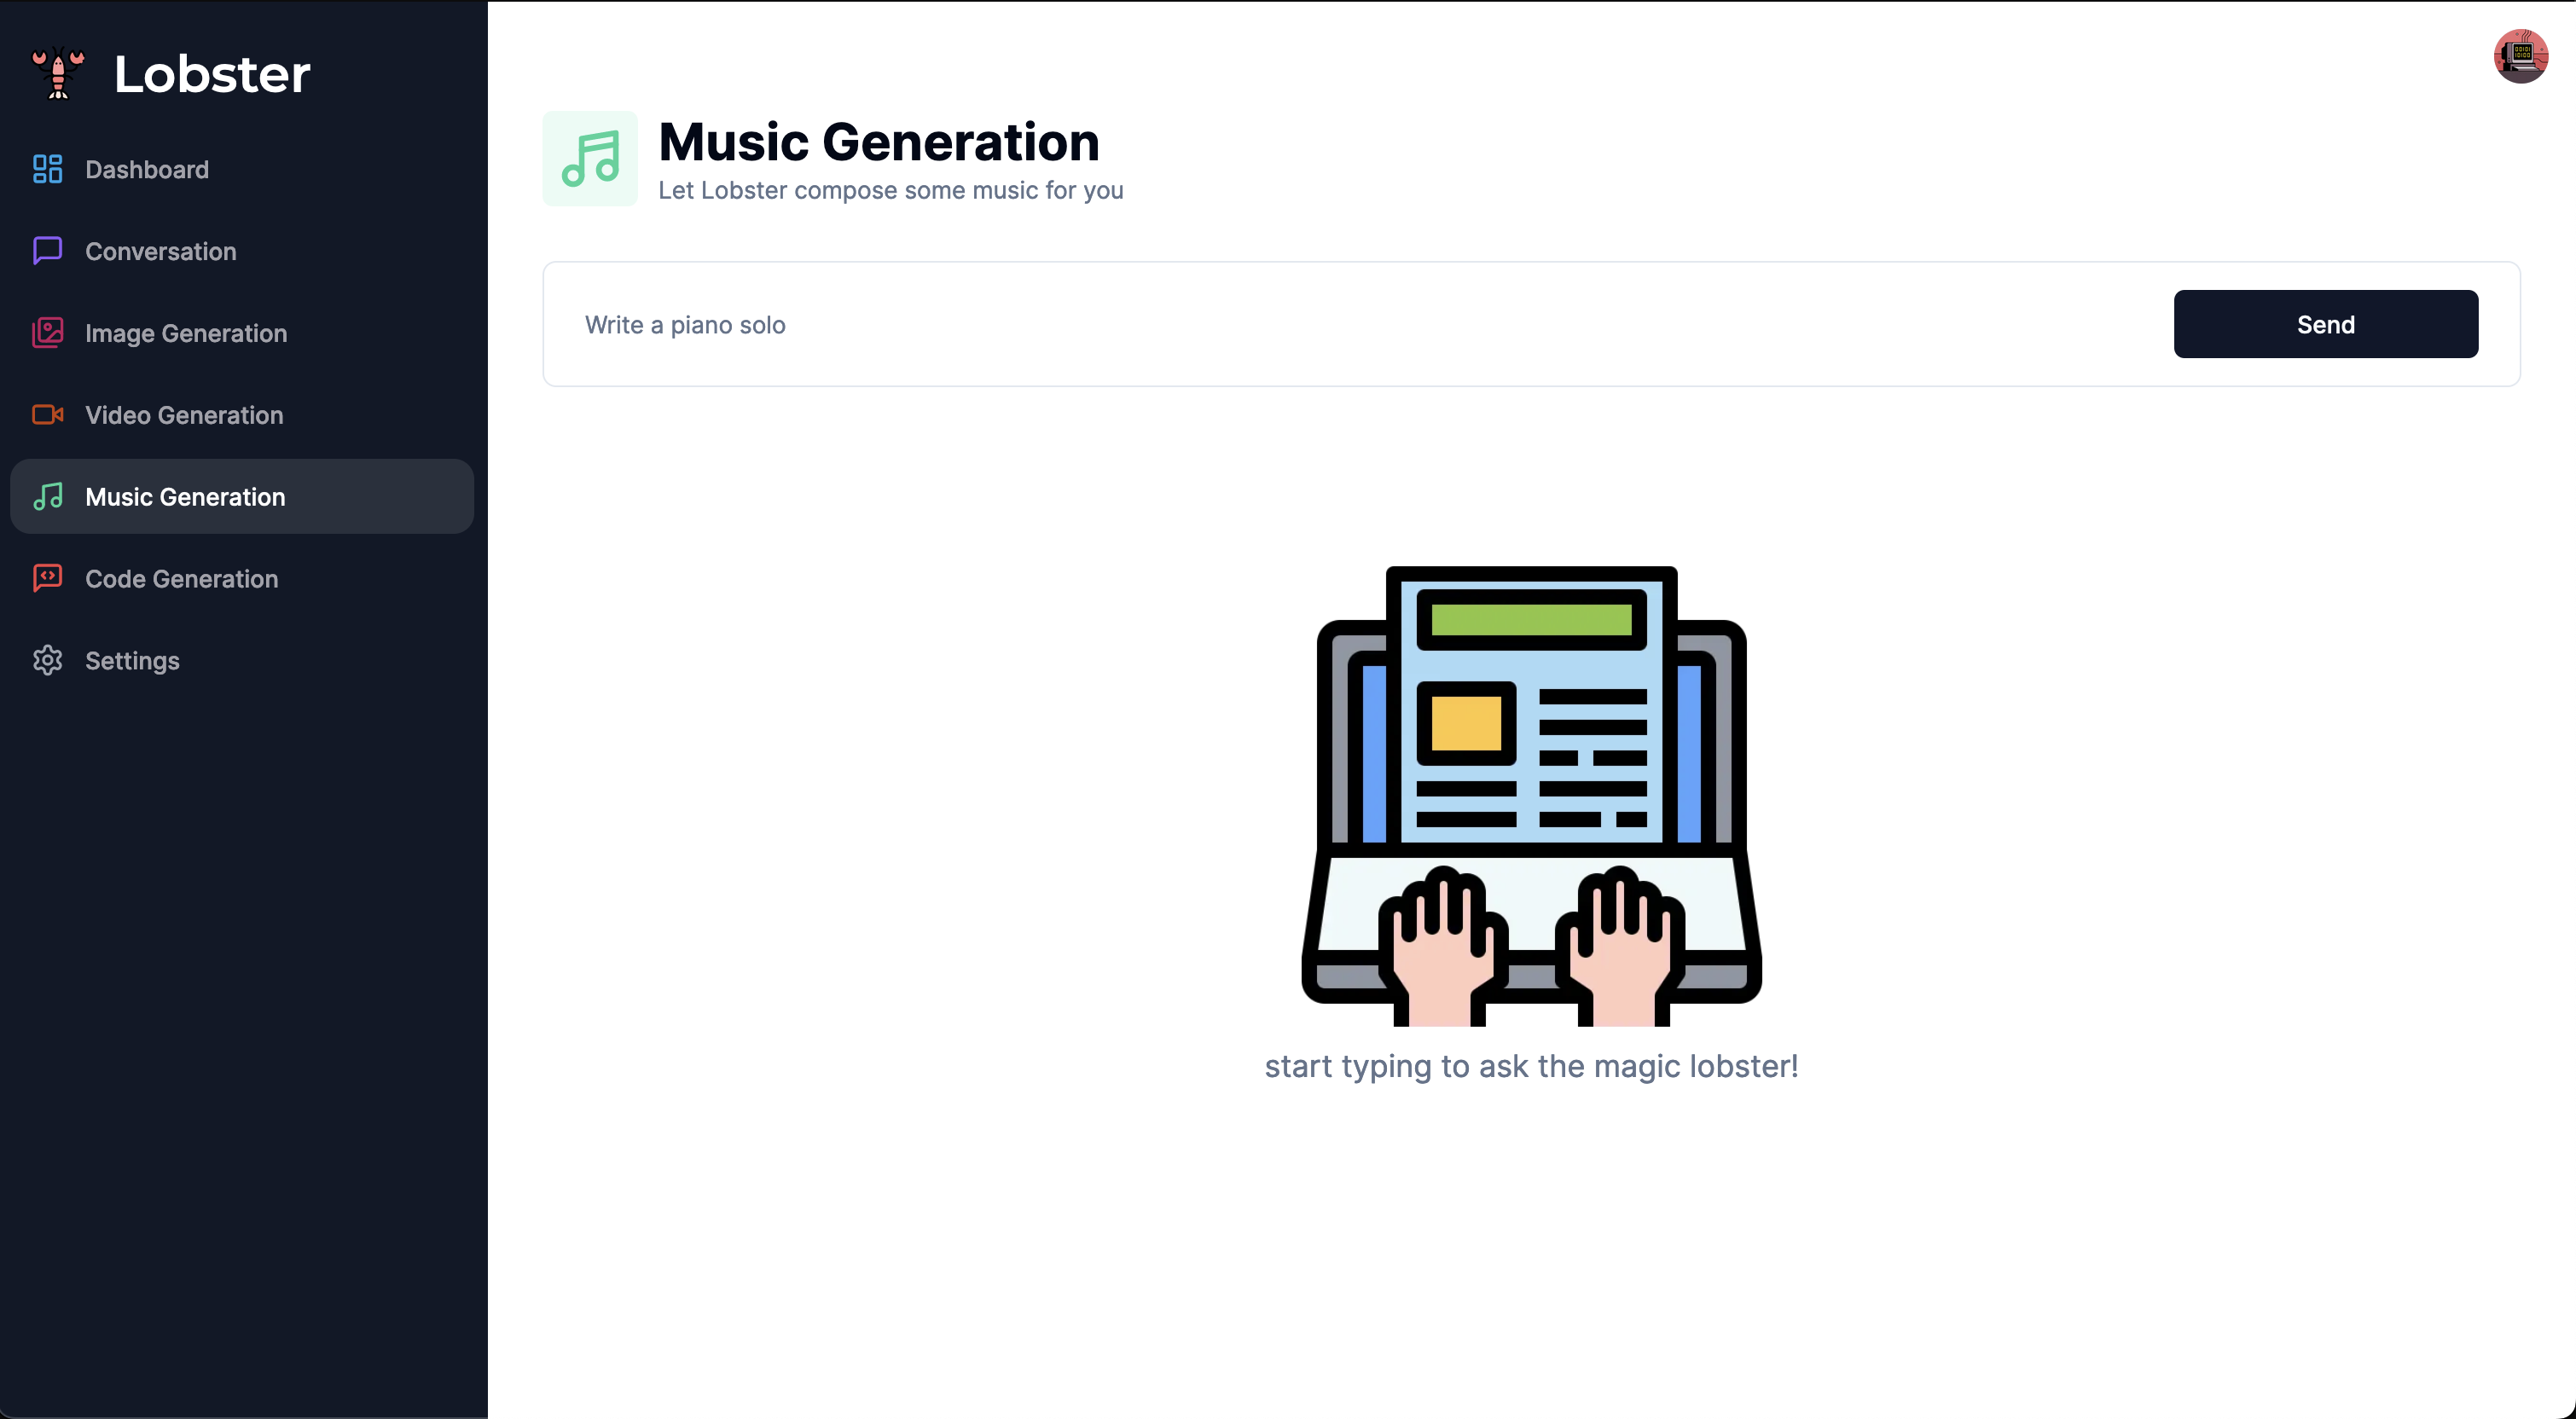 Lobster
Dashboard
Conversation
Image Generation
Video Generation
Music Generation
Code Generation
Settings
Music Generation
Let Lobster compose some music for you
Write a piano solo
Send
start typing to ask the magic lobster!